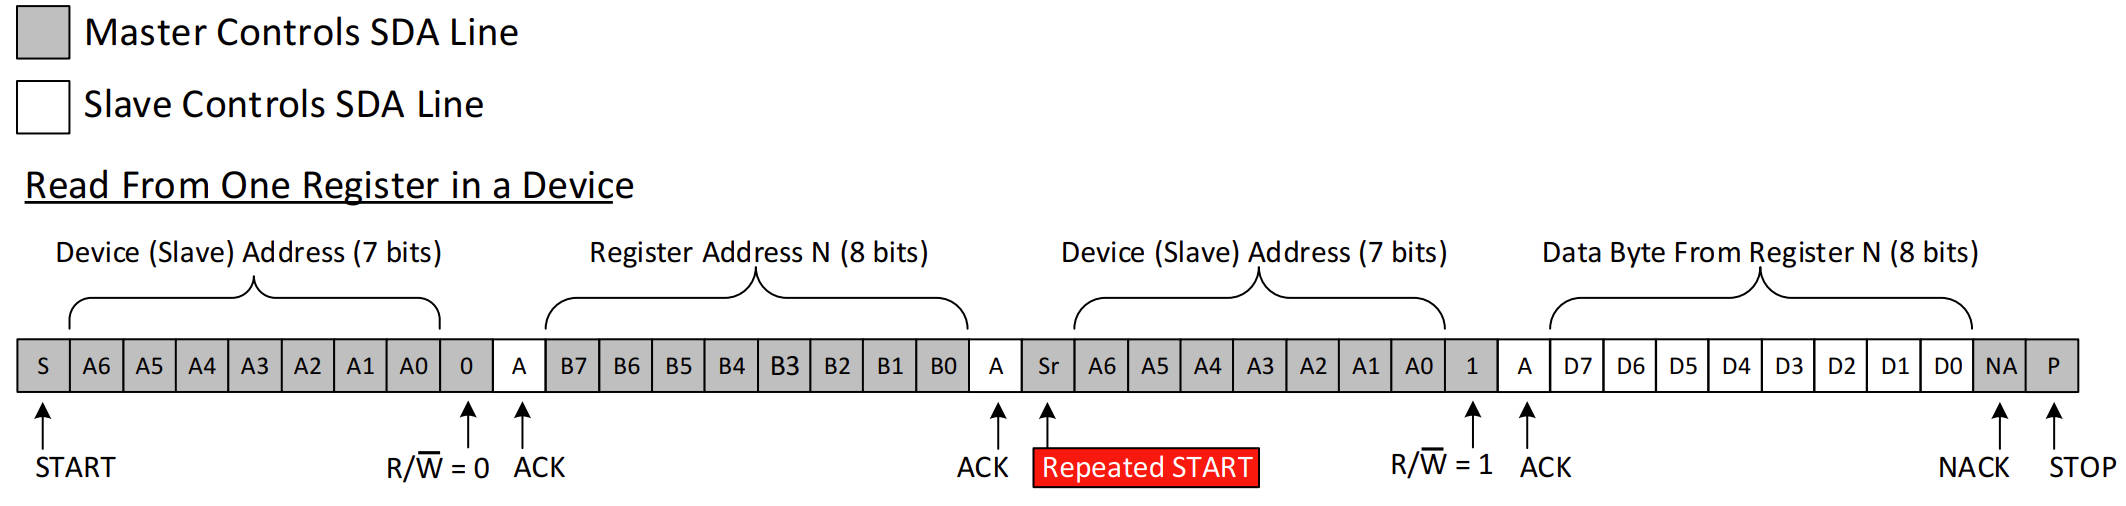 Master Controls SDA Line
Slave Controls SDA Line
Read From One Register in a Device
Device (Slave) Address (7 bits) Register Address N (8 bits) Device (Slave) Address (7 bits) Data Byte From Register N (8 bits)
S A6 A5 A4 A3 A2 A1 A0 0 A B7 B6 B5 B4 B3 B2 B1 B0 A Sr A6 A5 A4 A3 A2 A1 A0 1 A D7 D6 D5 D4 D3 D2 D1 D0 NA P
START R/W̅ = 0 ACK ACK Repeated START R/W̅ = 1 ACK NACK STOP